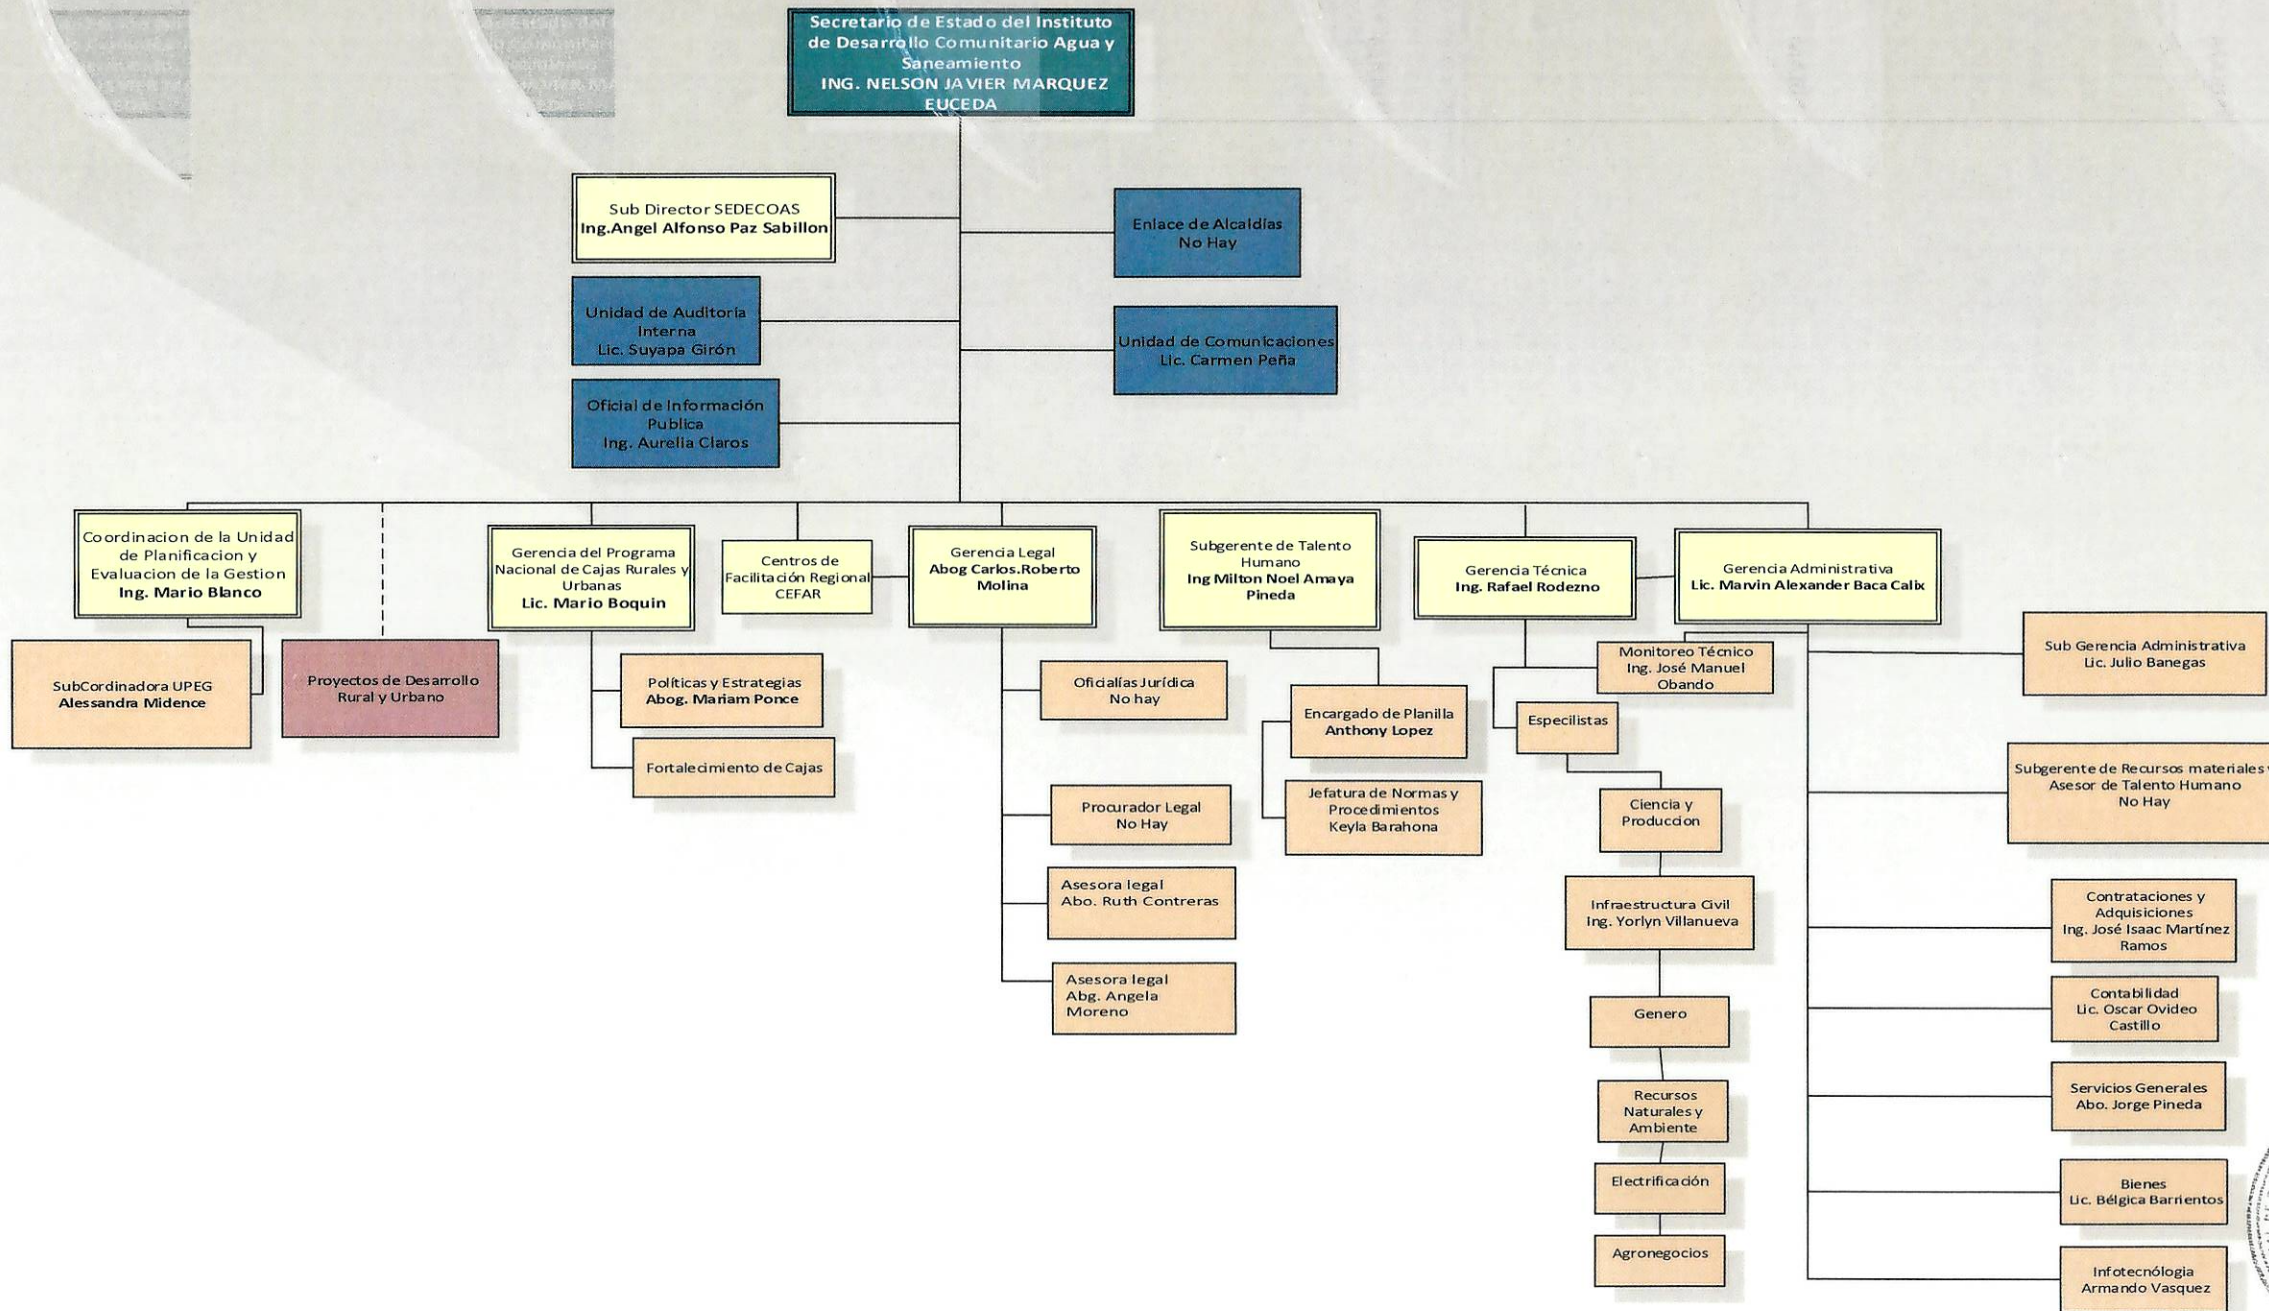 Secretario de Estado del Instituto
de Desarrollo Comunitario Agua y
Saneamiento
ING. NELSON JAVIER MARQUEZ
EUCEDA
Sub Director SEDECOAS
Ing.Angel Alfonso Paz Sabillon
Enlace de Alcaldías
No Hay
Unidad de Auditoría
Interna
Lic. Suyapa Girón
Unidad de Comunicaciones
Lic. Carmen Peña
Oficial de Información
Publica
Ing. Aurelia Claros
Coordinacion de la Unidad
de Planificacion y
Evaluacion de la Gestion
Ing. Mario Blanco
Gerencia del Programa
Nacional de Cajas Rurales y
Urbanas
Lic. Mario Boquin
Centros de
Facilitación Regional
CEFAR
Gerencia Legal
Abog Carlos.Roberto
Molina
Subgerente de Talento
Humano
Ing Milton Noel Amaya
Pineda
Gerencia Técnica
Ing. Rafael Rodezno
Gerencia Administrativa
Lic. Marvin Alexander Baca Calix
SubCordinadora UPEG
Alessandra Midence
Proyectos de Desarrollo
Rural y Urbano
Políticas y Estrategias
Abog. Mariam Ponce
Fortalecimiento de Cajas
Oficialías Jurídica
No hay
Procurador Legal
No Hay
Asesora legal
Abo. Ruth Contreras
Asesora legal
Abg. Angela
Moreno
Encargado de Planilla
Anthony Lopez
Jefatura de Normas y
Procedimientos
Keyla Barahona
Monitoreo Técnico
Ing. José Manuel
Obando
Especilistas
Ciencia y
Produccion
Infraestructura Civil
Ing. Yorlyn Villanueva
Genero
Recursos
Naturales y
Ambiente
Electrificación
Agronegocios
Sub Gerencia Administrativa
Lic. Julio Banegas
Subgerente de Recursos materiales y
Asesor de Talento Humano
No Hay
Contrataciones y
Adquisiciones
Ing. José Isaac Martínez
Ramos
Contabilidad
Lic. Oscar Ovideo
Castillo
Servicios Generales
Abo. Jorge Pineda
Bienes
Lic. Bélgica Barrientos
Infotecnólogia
Armando Vasquez